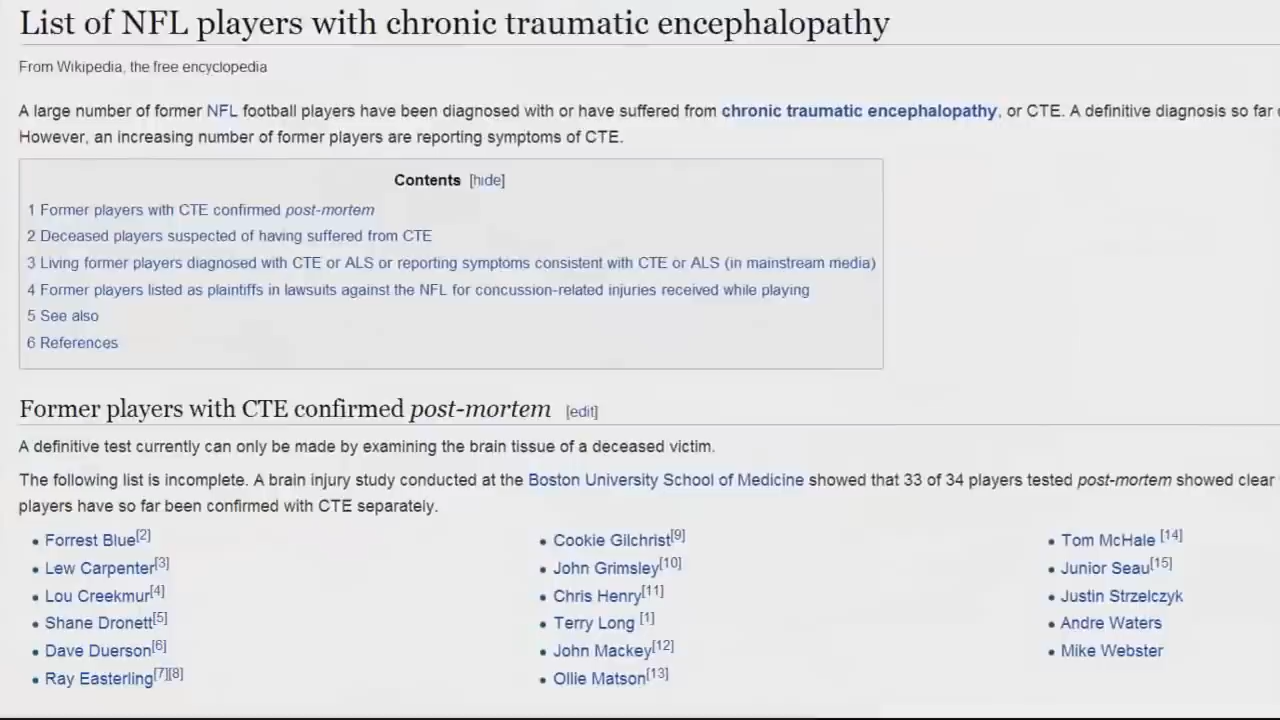 List of NFL players with chronic traumatic encephalopathy
From Wikipedia, the free encyclopedia
A large number of former NFL football players have been diagnosed with or have suffered from chronic traumatic encephalopathy, or CTE. A definitive diagnosis so far
However, an increasing number of former players are reporting symptoms of CTE.
Contents [hide]
1 Former players with CTE confirmed post-mortem
2 Deceased players suspected of having suffered from CTE
3 Living former players diagnosed with CTE or ALS or reporting symptoms consistent with CTE or ALS (in mainstream media)
4 Former players listed as plaintiffs in lawsuits against the NFL for concussion-related injuries received while playing
5 See also
6 References
Former players with CTE confirmed post-mortem [edit]
A definitive test currently can only be made by examining the brain tissue of a deceased victim.
The following list is incomplete. A brain injury study conducted at the Boston University School of Medicine showed that 33 of 34 players tested post-mortem showed clear
players have so far been confirmed with CTE separately.
• Forrest Blue[2]
• Lew Carpenter[3]
• Lou Creekmur[4]
• Shane Dronett[5]
• Dave Duerson[6]
• Ray Easterling[7][8]
• Cookie Gilchrist[9]
• John Grimsley[10]
• Chris Henry[11]
• Terry Long [1]
• John Mackey[12]
• Ollie Matson[13]
• Tom McHale [14]
• Junior Seau[15]
• Justin Strzelczyk
• Andre Waters
• Mike Webster